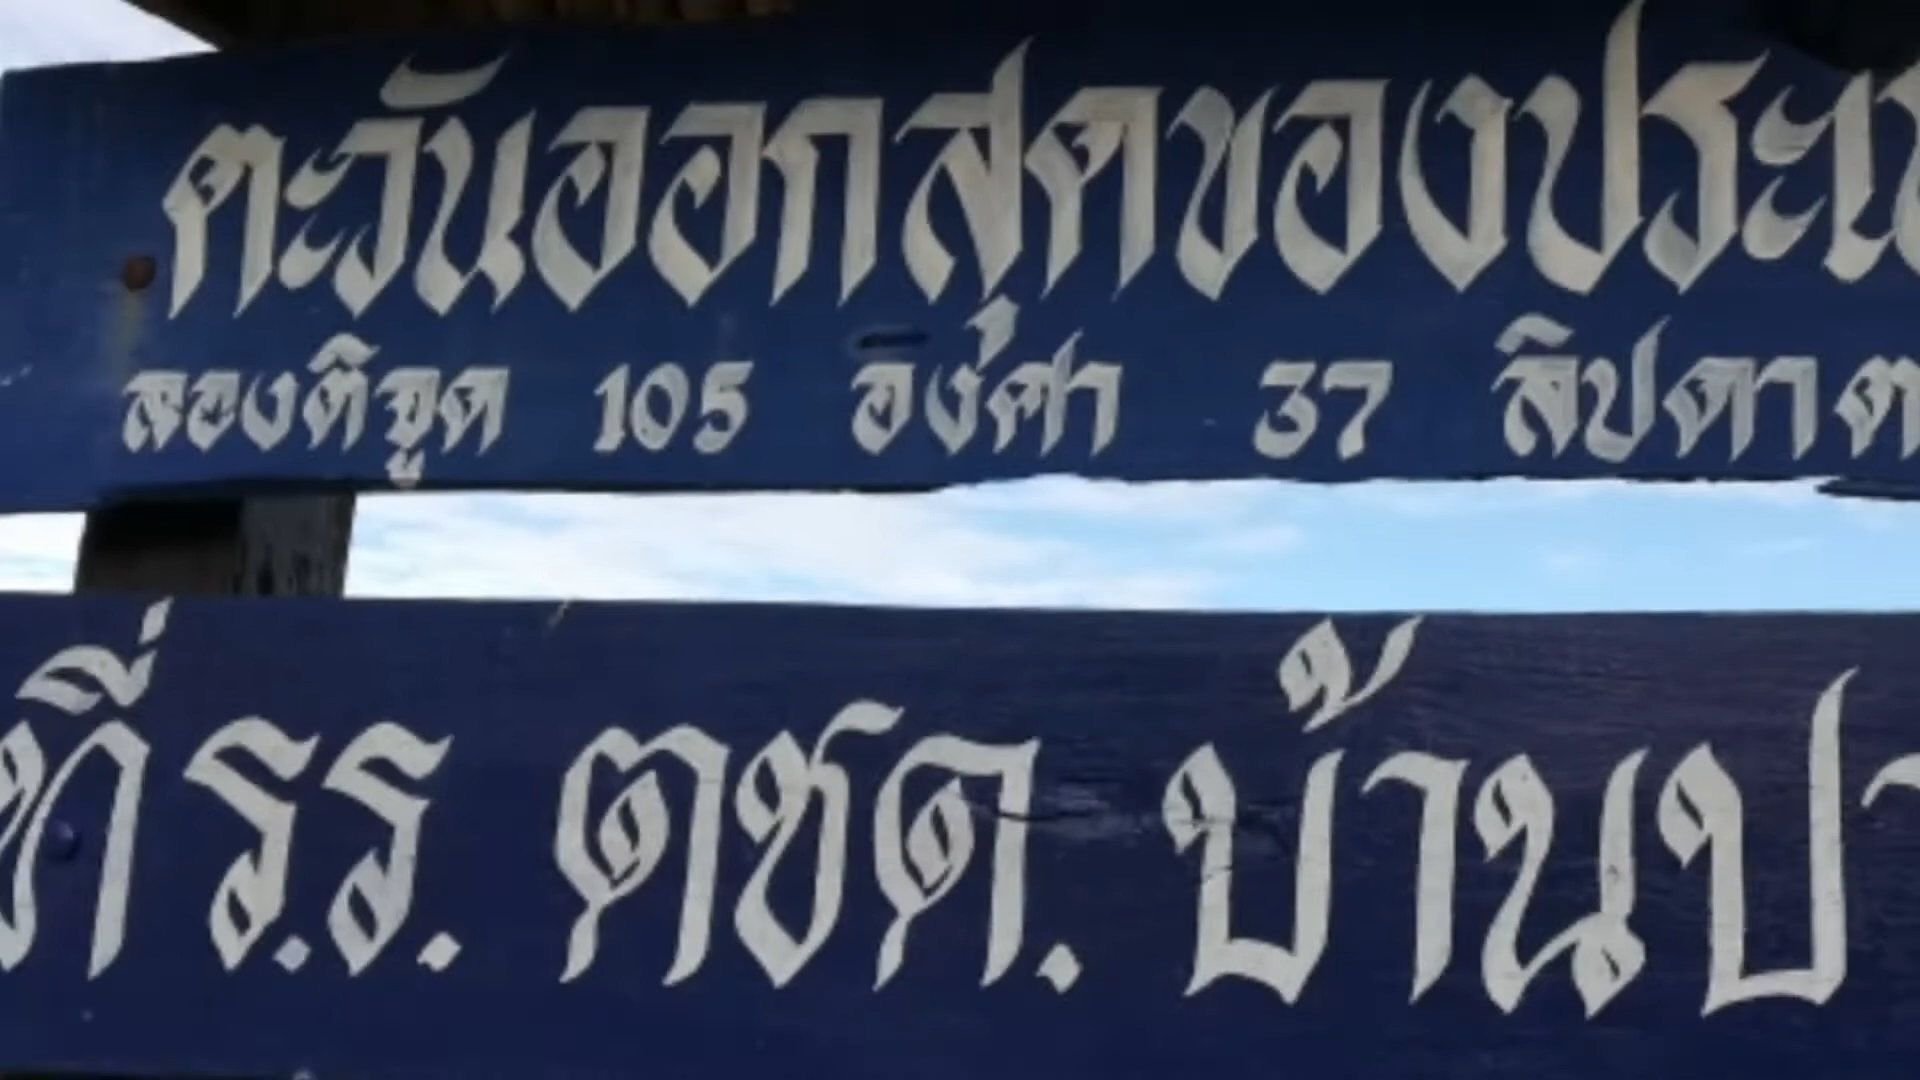 ตะวันออกสุดของประเ
ลองติจูด 105 องศา 37 ลิปดาต
ที่ ร.ร. ตชด. บ้านปา